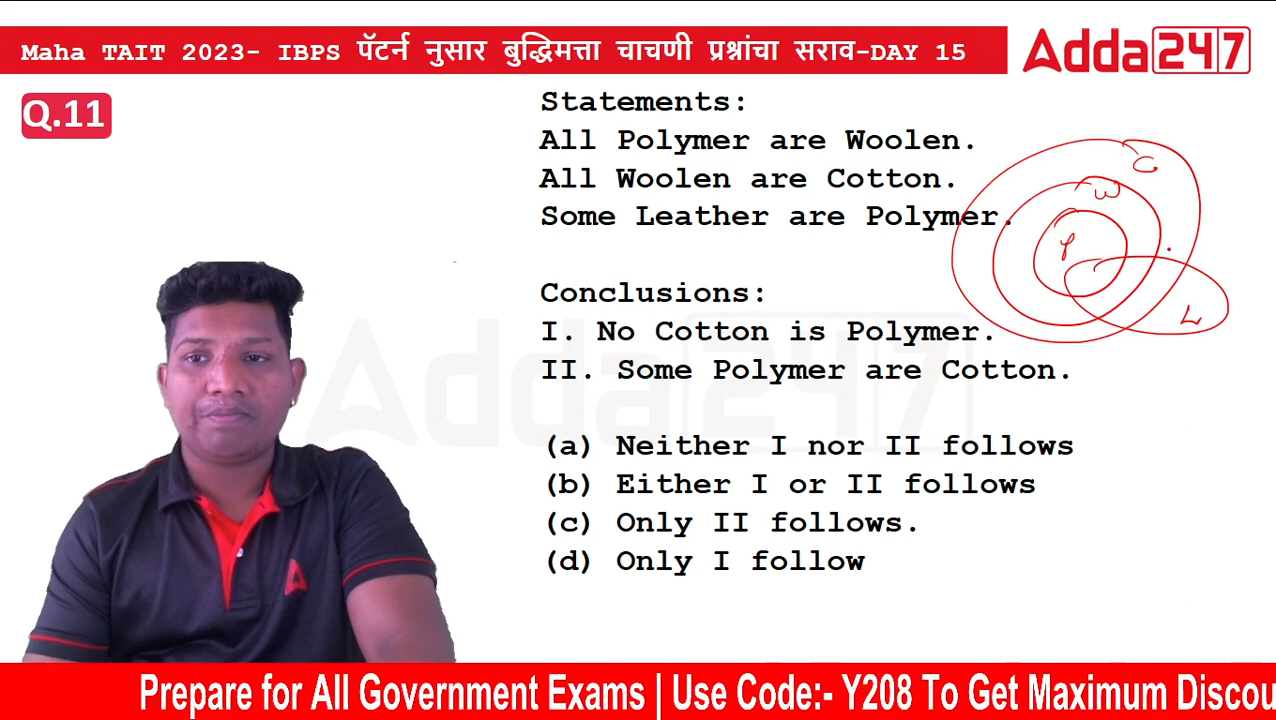 Maha TAIT 2023- IBPS पॅटर्न नुसार बुद्धिमत्ता चाचणी प्रश्नांचा सराव-DAY 15
Adda247
Q.11
Statements:
All Polymer are Woolen.
All Woolen are Cotton.
Some Leather are Polymer.
C
W
P
L
Conclusions:
I. No Cotton is Polymer.
II. Some Polymer are Cotton.
Adda247
(a) Neither I nor II follows
(b) Either I or II follows
(c) Only II follows.
(d) Only I follow
Prepare for All Government Exams | Use Code:- Y208 To Get Maximum Discou